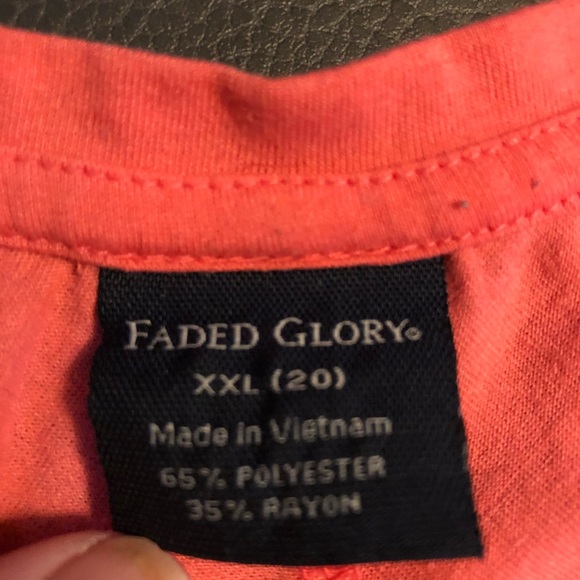 FADED GLORY®
XXL (20)
Made in Vietnam
65% POLYESTER
35% RAYON